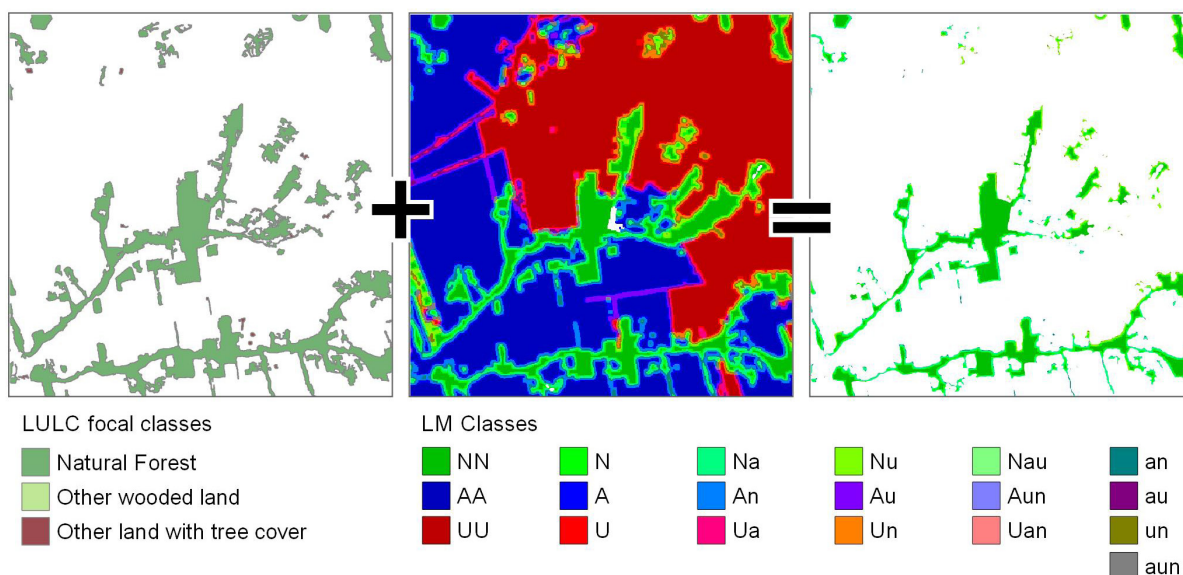 LULC focal classes
Natural Forest
Other wooded land
Other land with tree cover
LM Classes
NN N Na Nu Nau an
AA A An Au Aun au
UU U Ua Un Uan un
aun